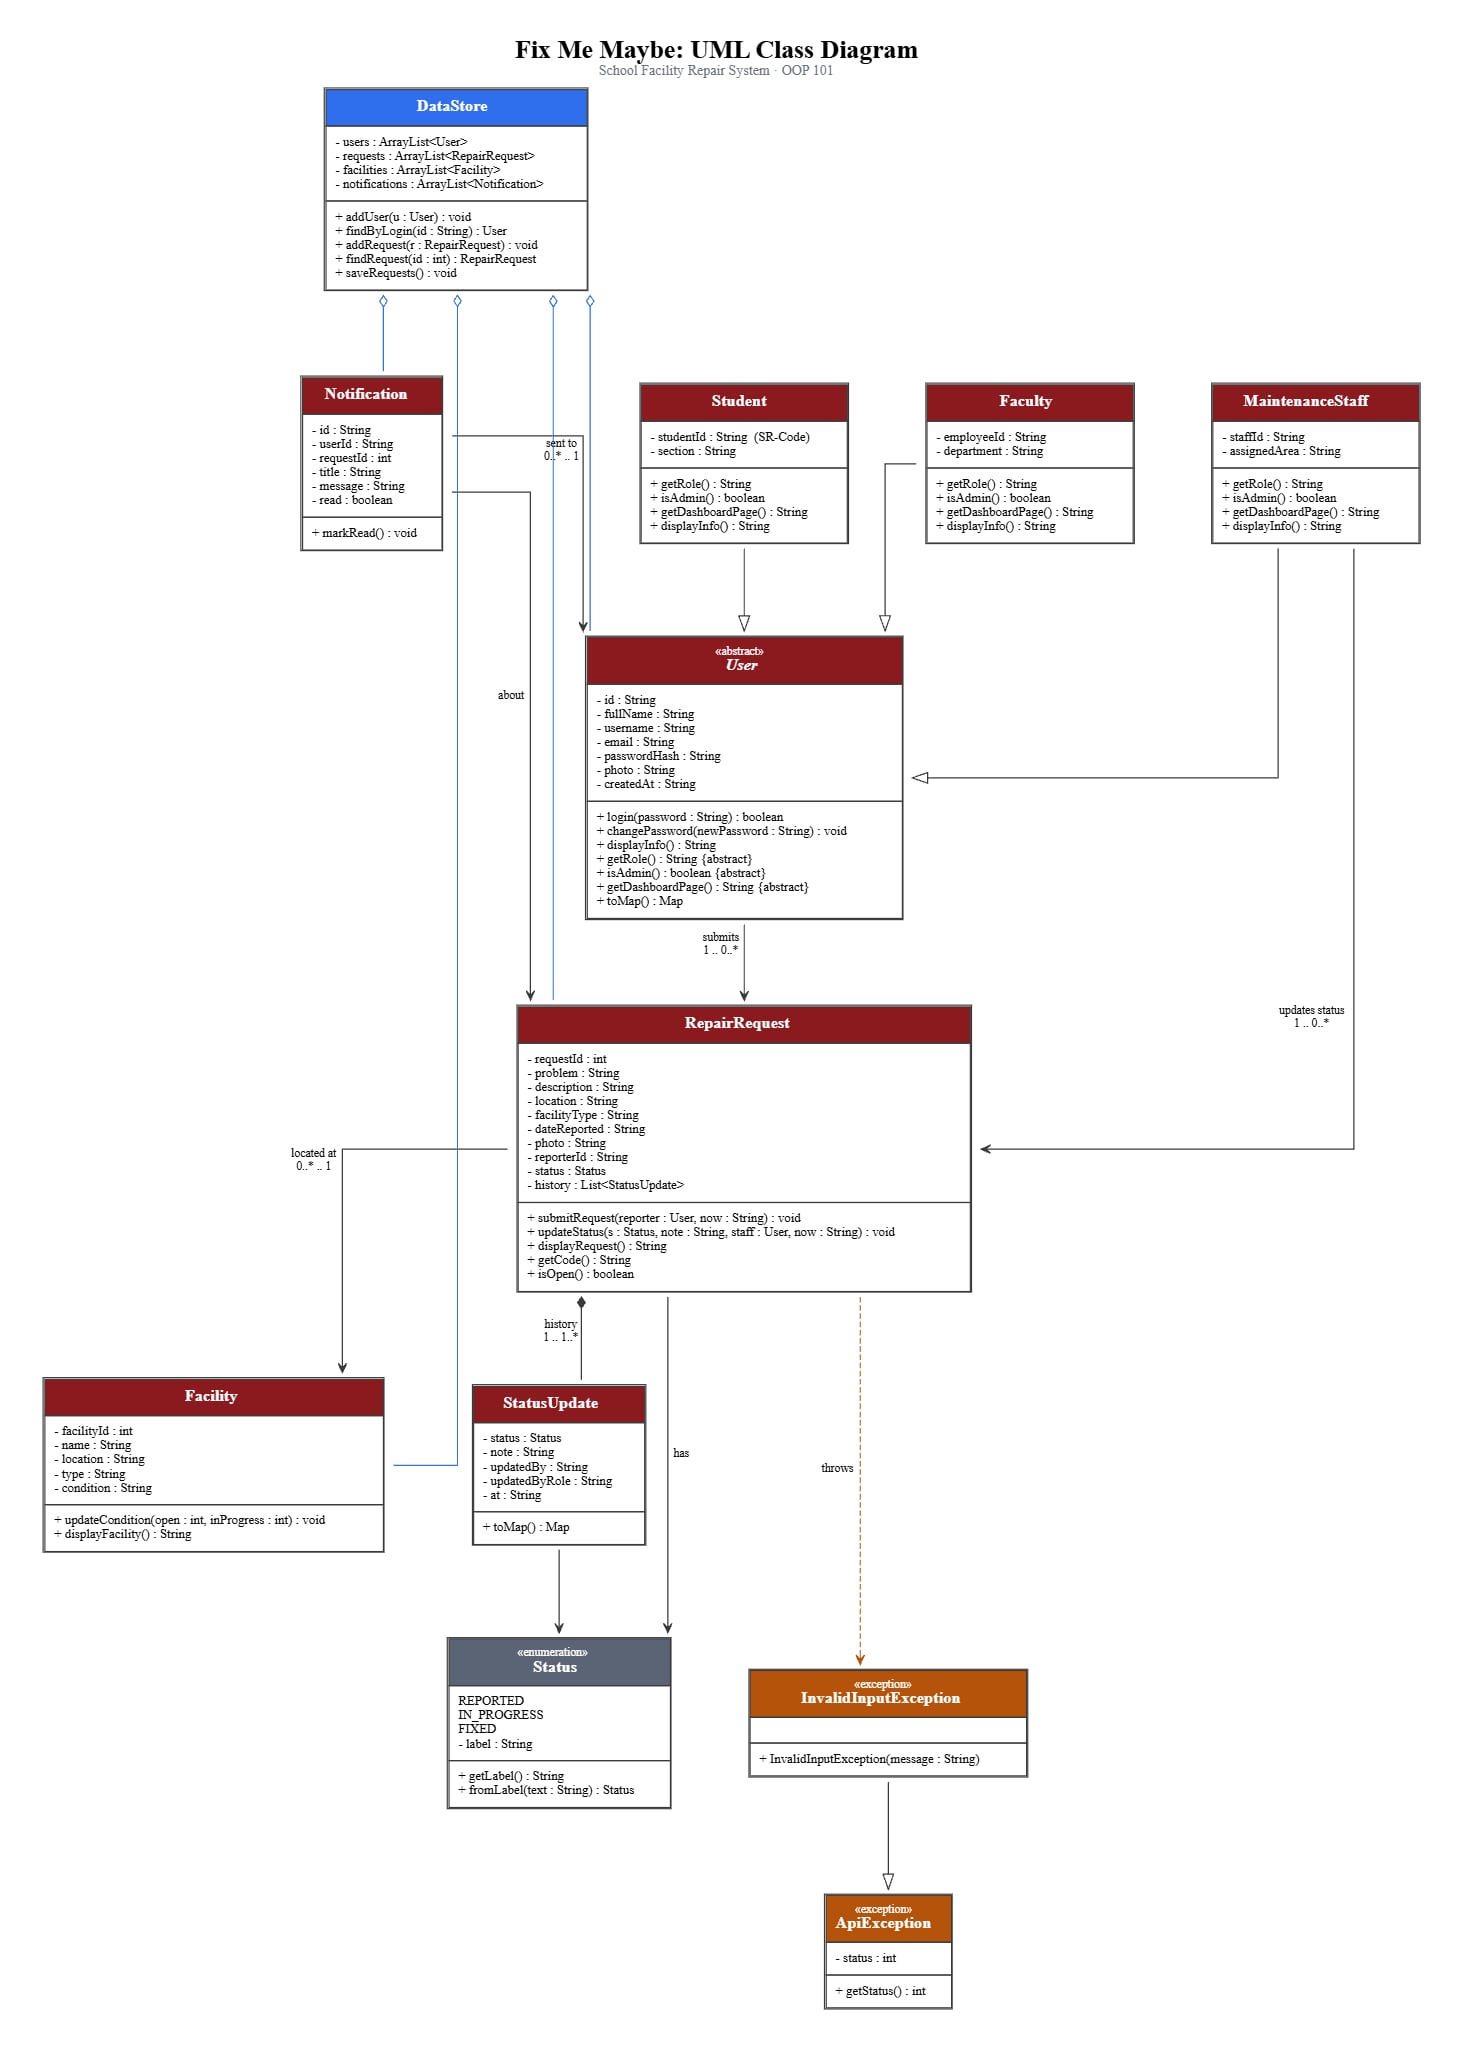 Fix Me Maybe: UML Class Diagram
School Facility Repair System · OOP 101
DataStore
- users : ArrayList<User>
- requests : ArrayList<RepairRequest>
- facilities : ArrayList<Facility>
- notifications : ArrayList<Notification>
+ addUser(u : User) : void
+ findByLogin(id : String) : User
+ addRequest(r : RepairRequest) : void
+ findRequest(id : int) : RepairRequest
+ saveRequests() : void
Notification
- id : String
- userId : String
- requestId : int
- title : String
- message : String
- read : boolean
+ markRead() : void
sent to
0..* .. 1
Student
- studentId : String  (SR-Code)
- section : String
+ getRole() : String
+ isAdmin() : boolean
+ getDashboardPage() : String
+ displayInfo() : String
Faculty
- employeeId : String
- department : String
+ getRole() : String
+ isAdmin() : boolean
+ getDashboardPage() : String
+ displayInfo() : String
MaintenanceStaff
- staffId : String
- assignedArea : String
+ getRole() : String
+ isAdmin() : boolean
+ getDashboardPage() : String
+ displayInfo() : String
about
«abstract»
User
- id : String
- fullName : String
- username : String
- email : String
- passwordHash : String
- photo : String
- createdAt : String
+ login(password : String) : boolean
+ changePassword(newPassword : String) : void
+ displayInfo() : String
+ getRole() : String {abstract}
+ isAdmin() : boolean {abstract}
+ getDashboardPage() : String {abstract}
+ toMap() : Map
submits
1 .. 0..*
updates status
1 .. 0..*
RepairRequest
- requestId : int
- problem : String
- description : String
- location : String
- facilityType : String
- dateReported : String
- photo : String
- reporterId : String
- status : Status
- history : List<StatusUpdate>
+ submitRequest(reporter : User, now : String) : void
+ updateStatus(s : Status, note : String, staff : User, now : String) : void
+ displayRequest() : String
+ getCode() : String
+ isOpen() : boolean
located at
0..* .. 1
history
1 .. 1..*
Facility
- facilityId : int
- name : String
- location : String
- type : String
- condition : String
+ updateCondition(open : int, inProgress : int) : void
+ displayFacility() : String
StatusUpdate
- status : Status
- note : String
- updatedBy : String
- updatedByRole : String
- at : String
+ toMap() : Map
has
throws
«enumeration»
Status
REPORTED
IN_PROGRESS
FIXED
- label : String
+ getLabel() : String
+ fromLabel(text : String) : Status
«exception»
InvalidInputException
+ InvalidInputException(message : String)
«exception»
ApiException
- status : int
+ getStatus() : int